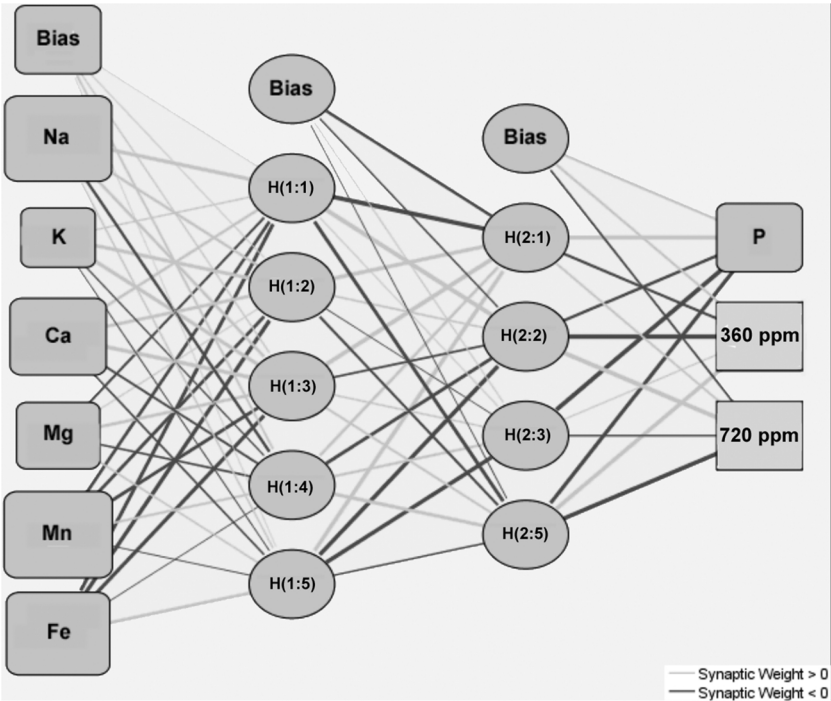 Bias
Na
K
Ca
Mg
Mn
Fe
Bias
H(1:1)
H(1:2)
H(1:3)
H(1:4)
H(1:5)
Bias
H(2:1)
H(2:2)
H(2:3)
H(2:5)
P
360 ppm
720 ppm
Synaptic Weight > 0
Synaptic Weight < 0